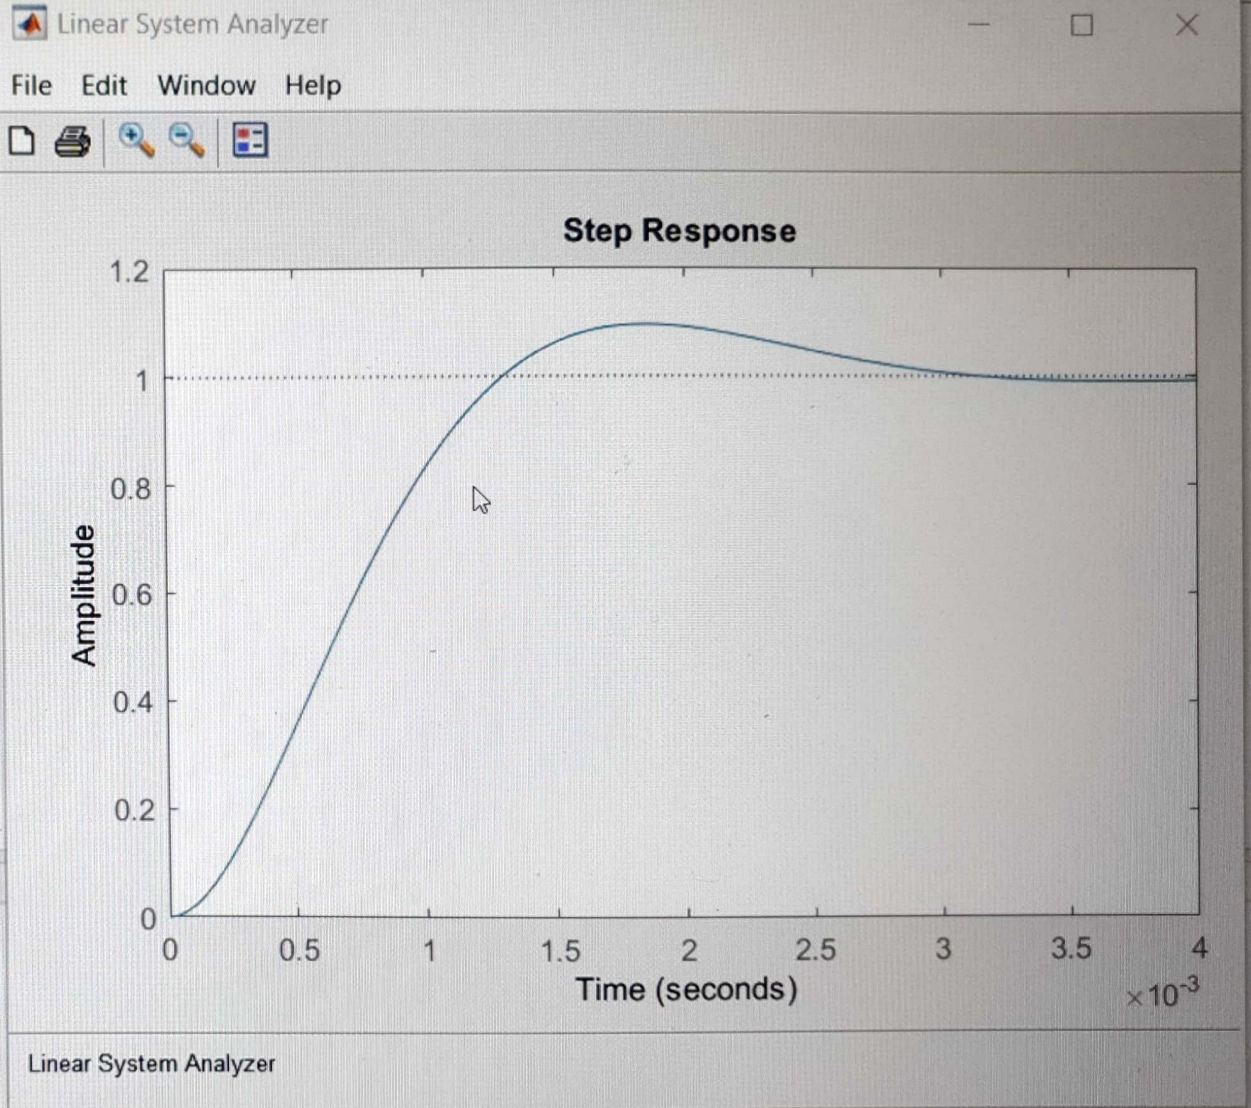 Linear System Analyzer
File Edit Window Help
Step Response
1.2
1
0.8
0.6
0.4
0.2
0
Amplitude
0 0.5 1 1.5 2 2.5 3 3.5 4
Time (seconds)
×10⁻³
Linear System Analyzer